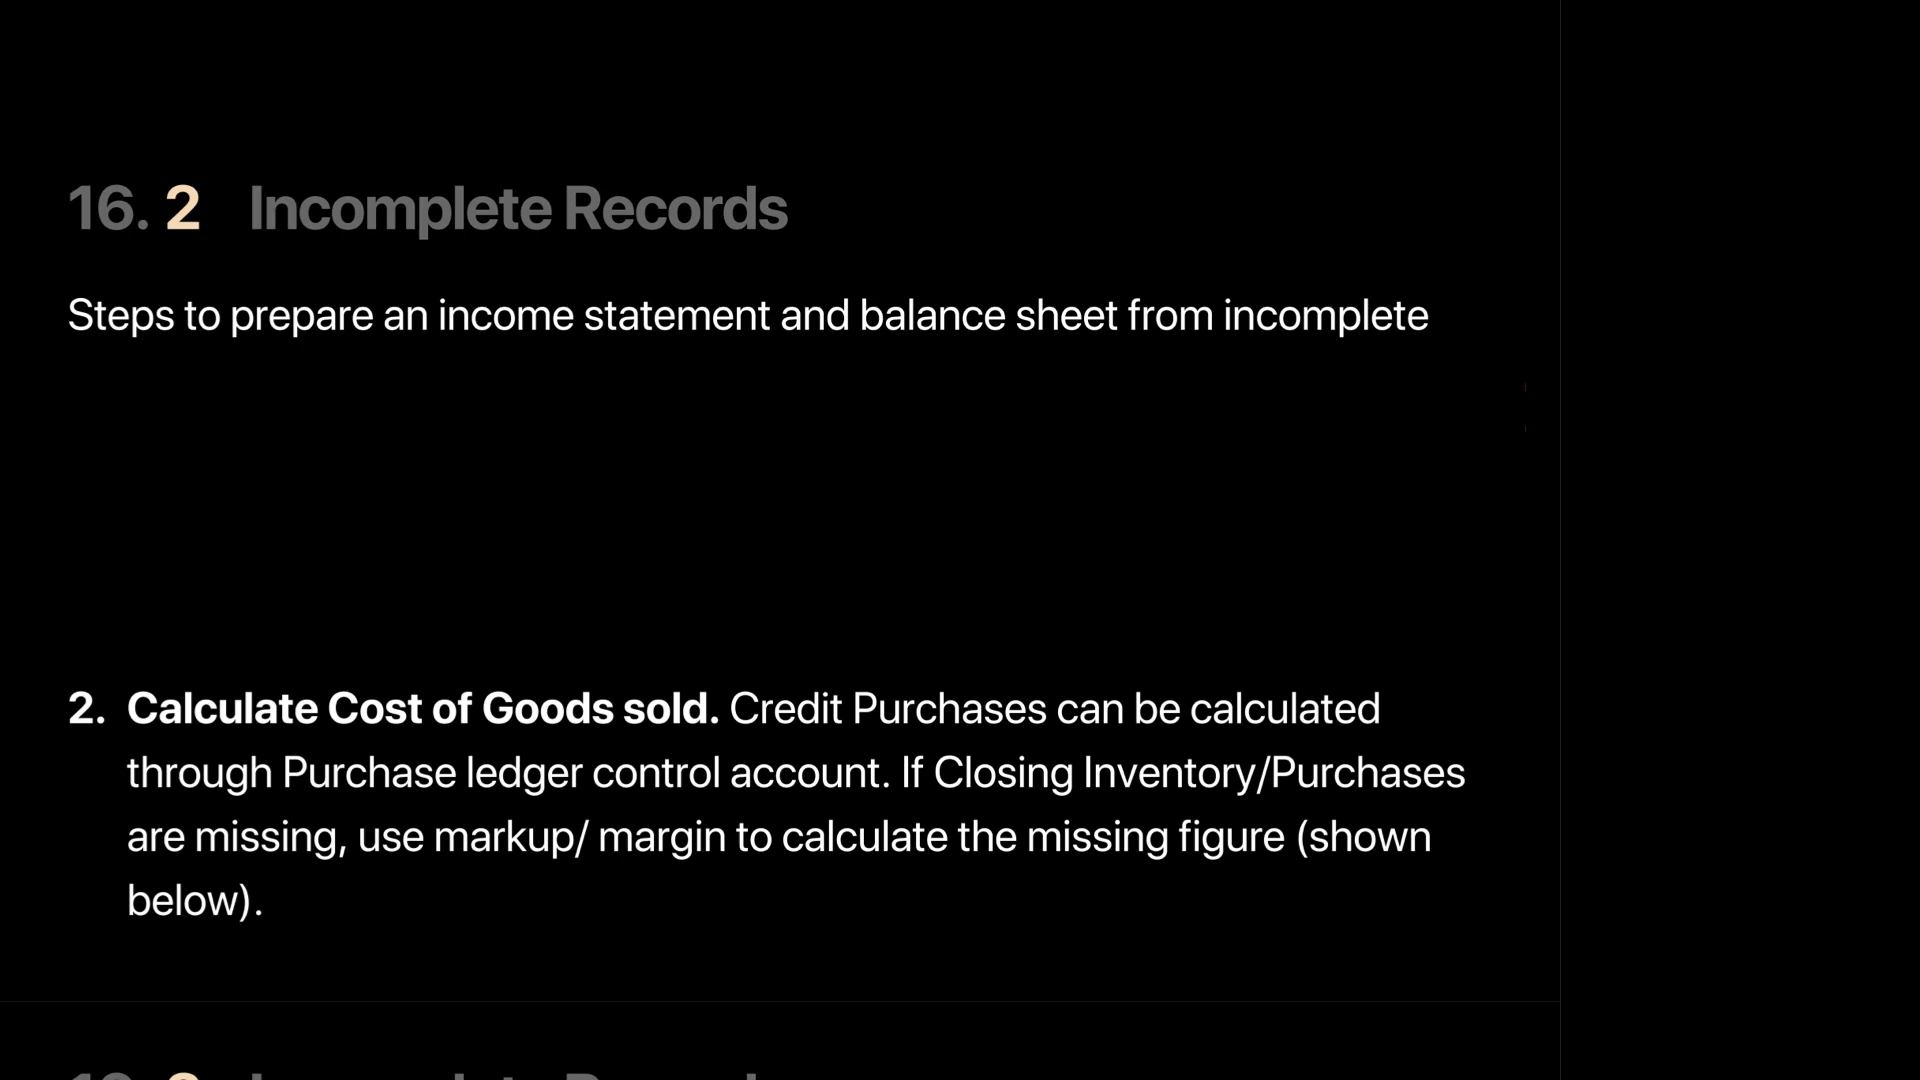 16. 2 Incomplete Records
Steps to prepare an income statement and balance sheet from incomplete
2. Calculate Cost of Goods sold. Credit Purchases can be calculated
through Purchase ledger control account. If Closing Inventory/Purchases
are missing, use markup/ margin to calculate the missing figure (shown
below).